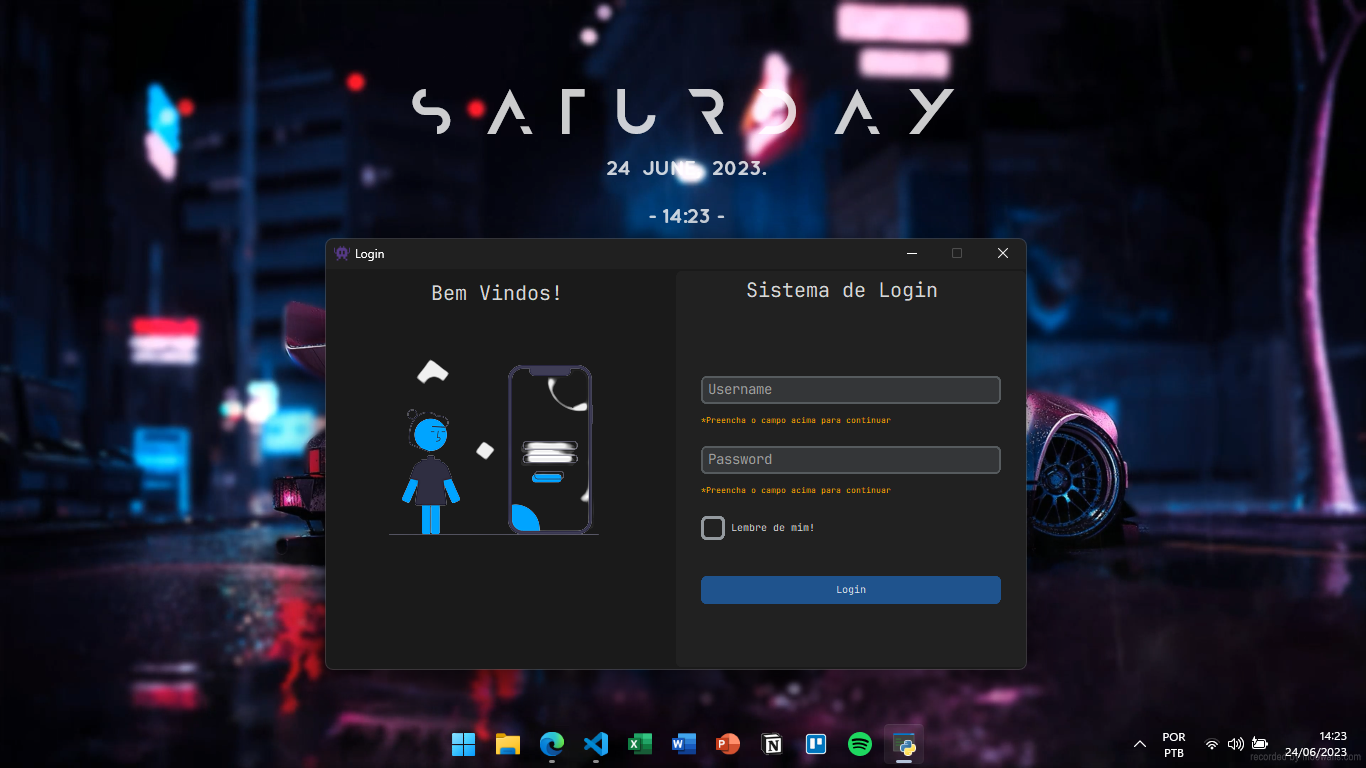 SATURDAY
24 JUNE 2023.
- 14:23 -
Login
Bem Vindos!
Sistema de Login
Username
*Preencha o campo acima para continuar
Password
*Preencha o campo acima para continuar
Lembre de mim!
Login
POR
PTB
14:23
24/06/2023